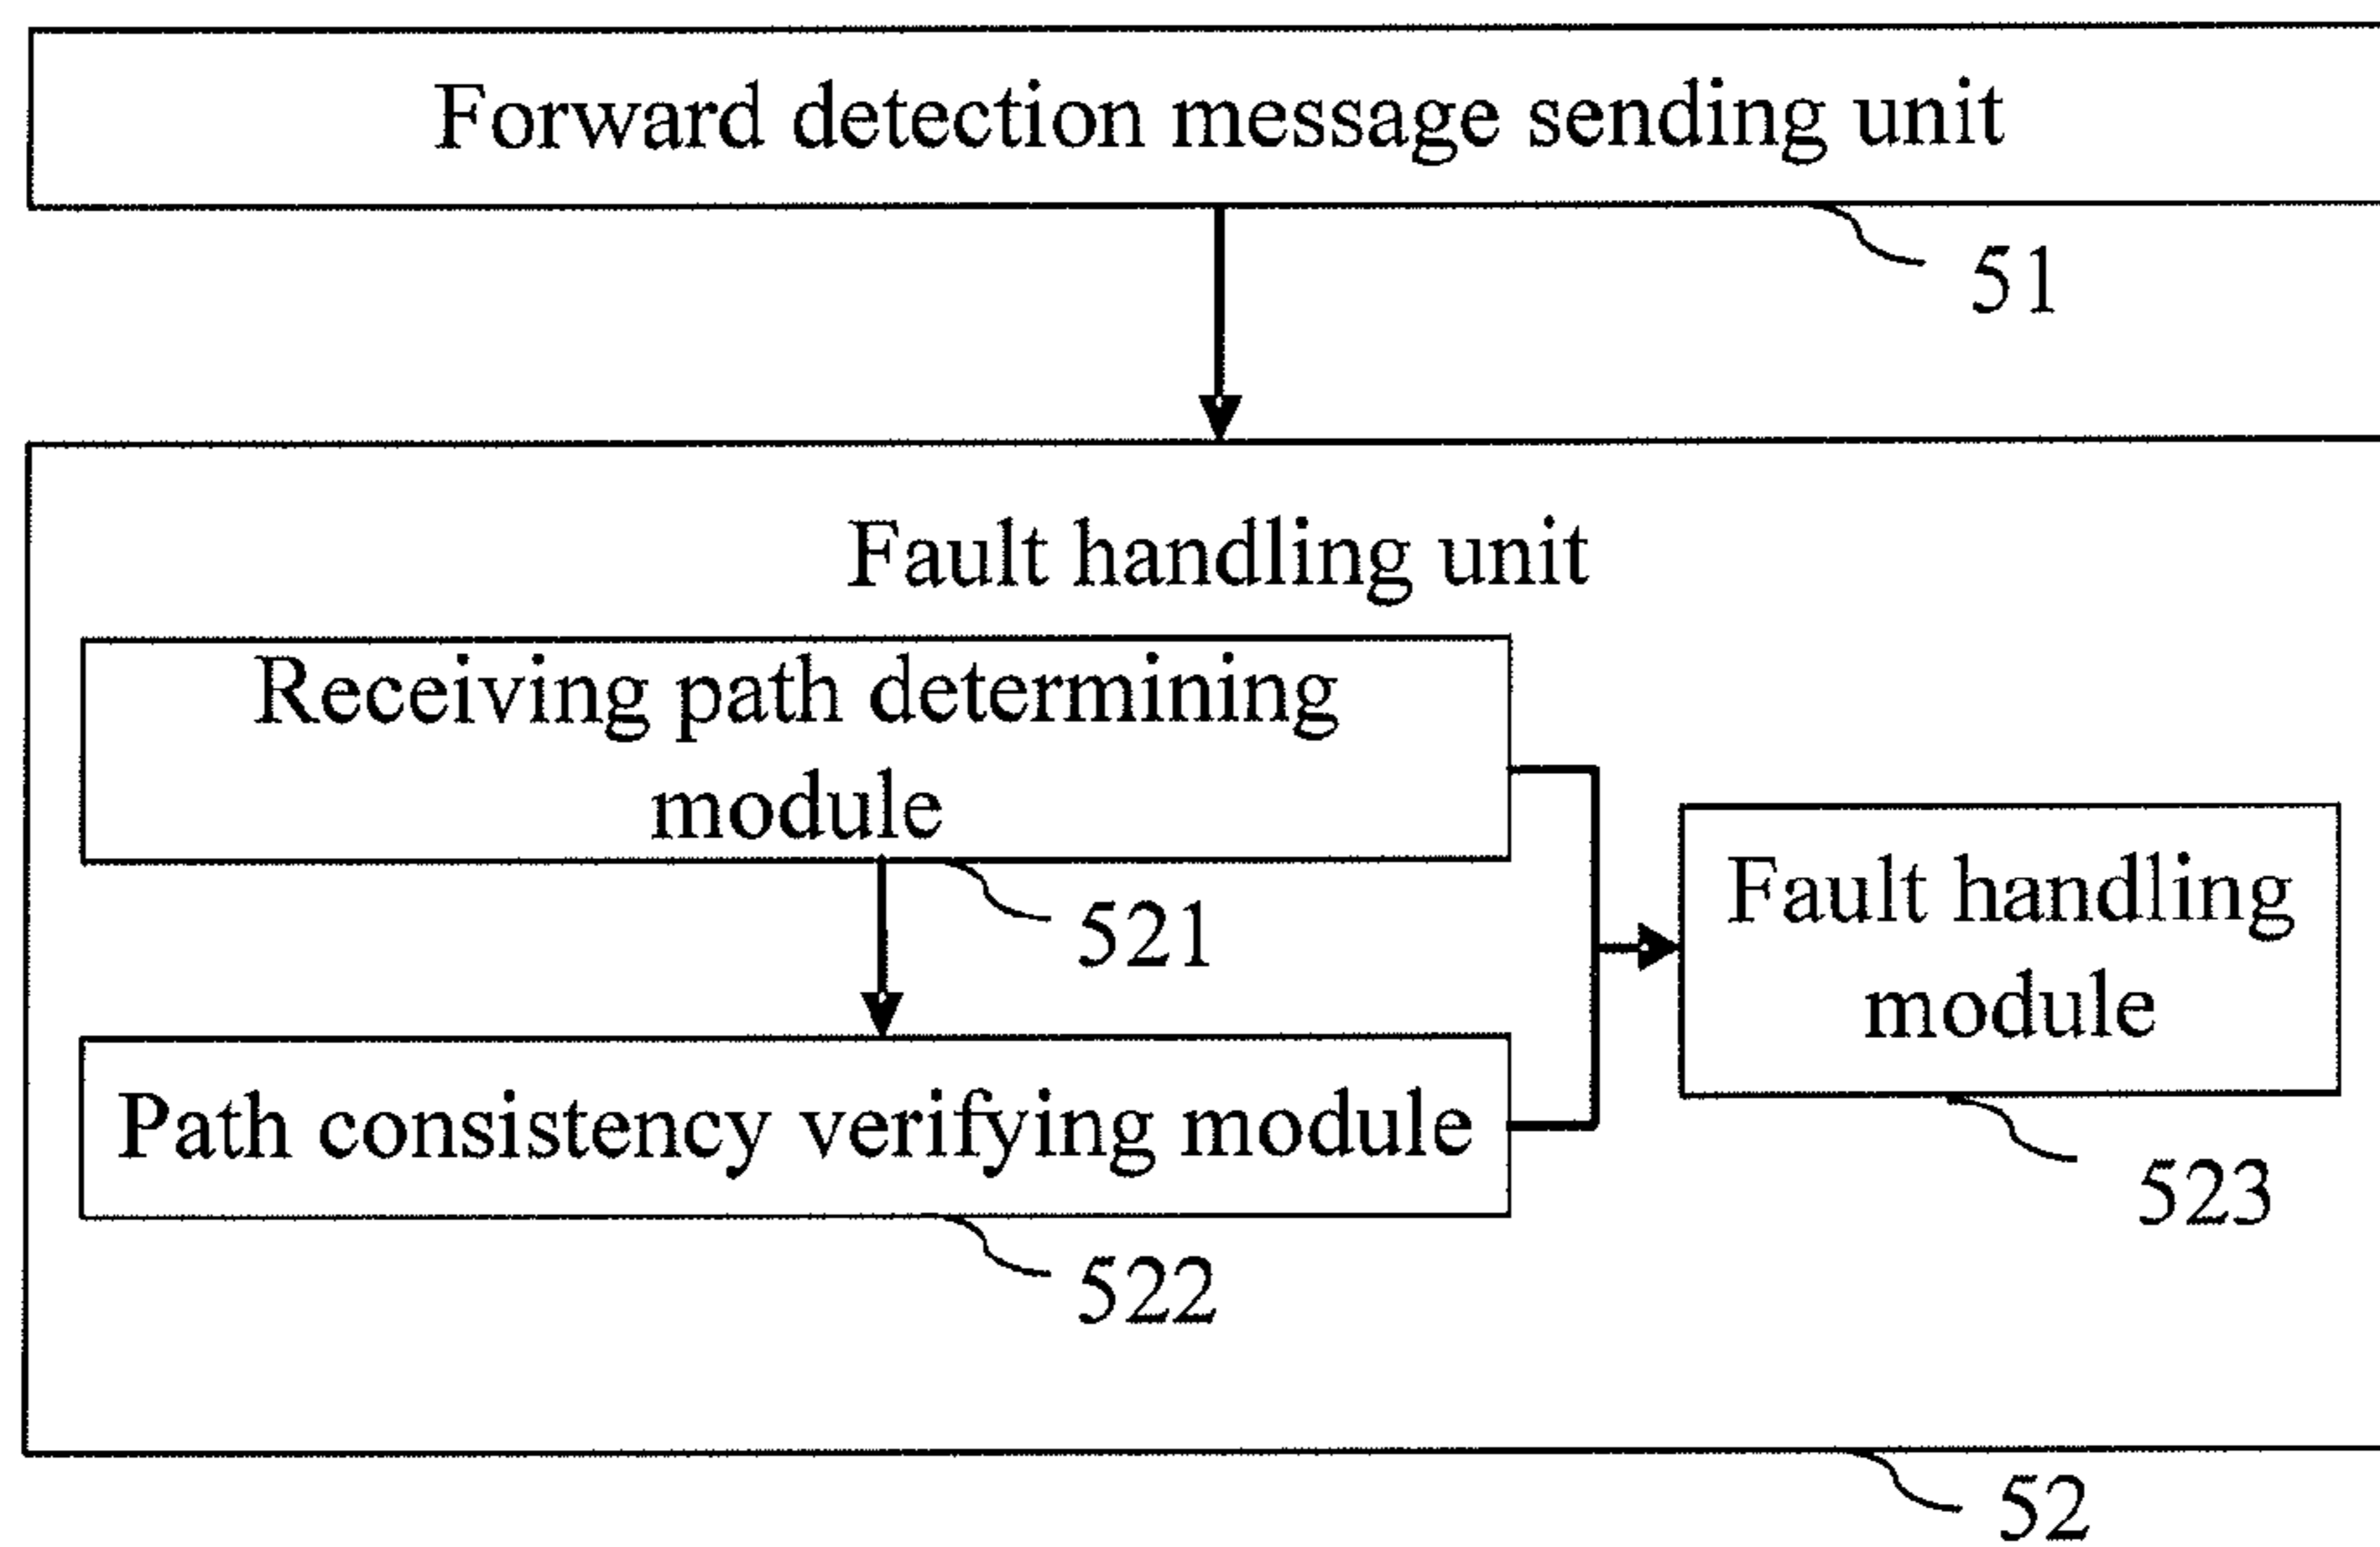 Forward detection message sending unit
51
Fault handling unit
Receiving path determining
module
521
Fault handling
module
523
Path consistency verifying module
522
52